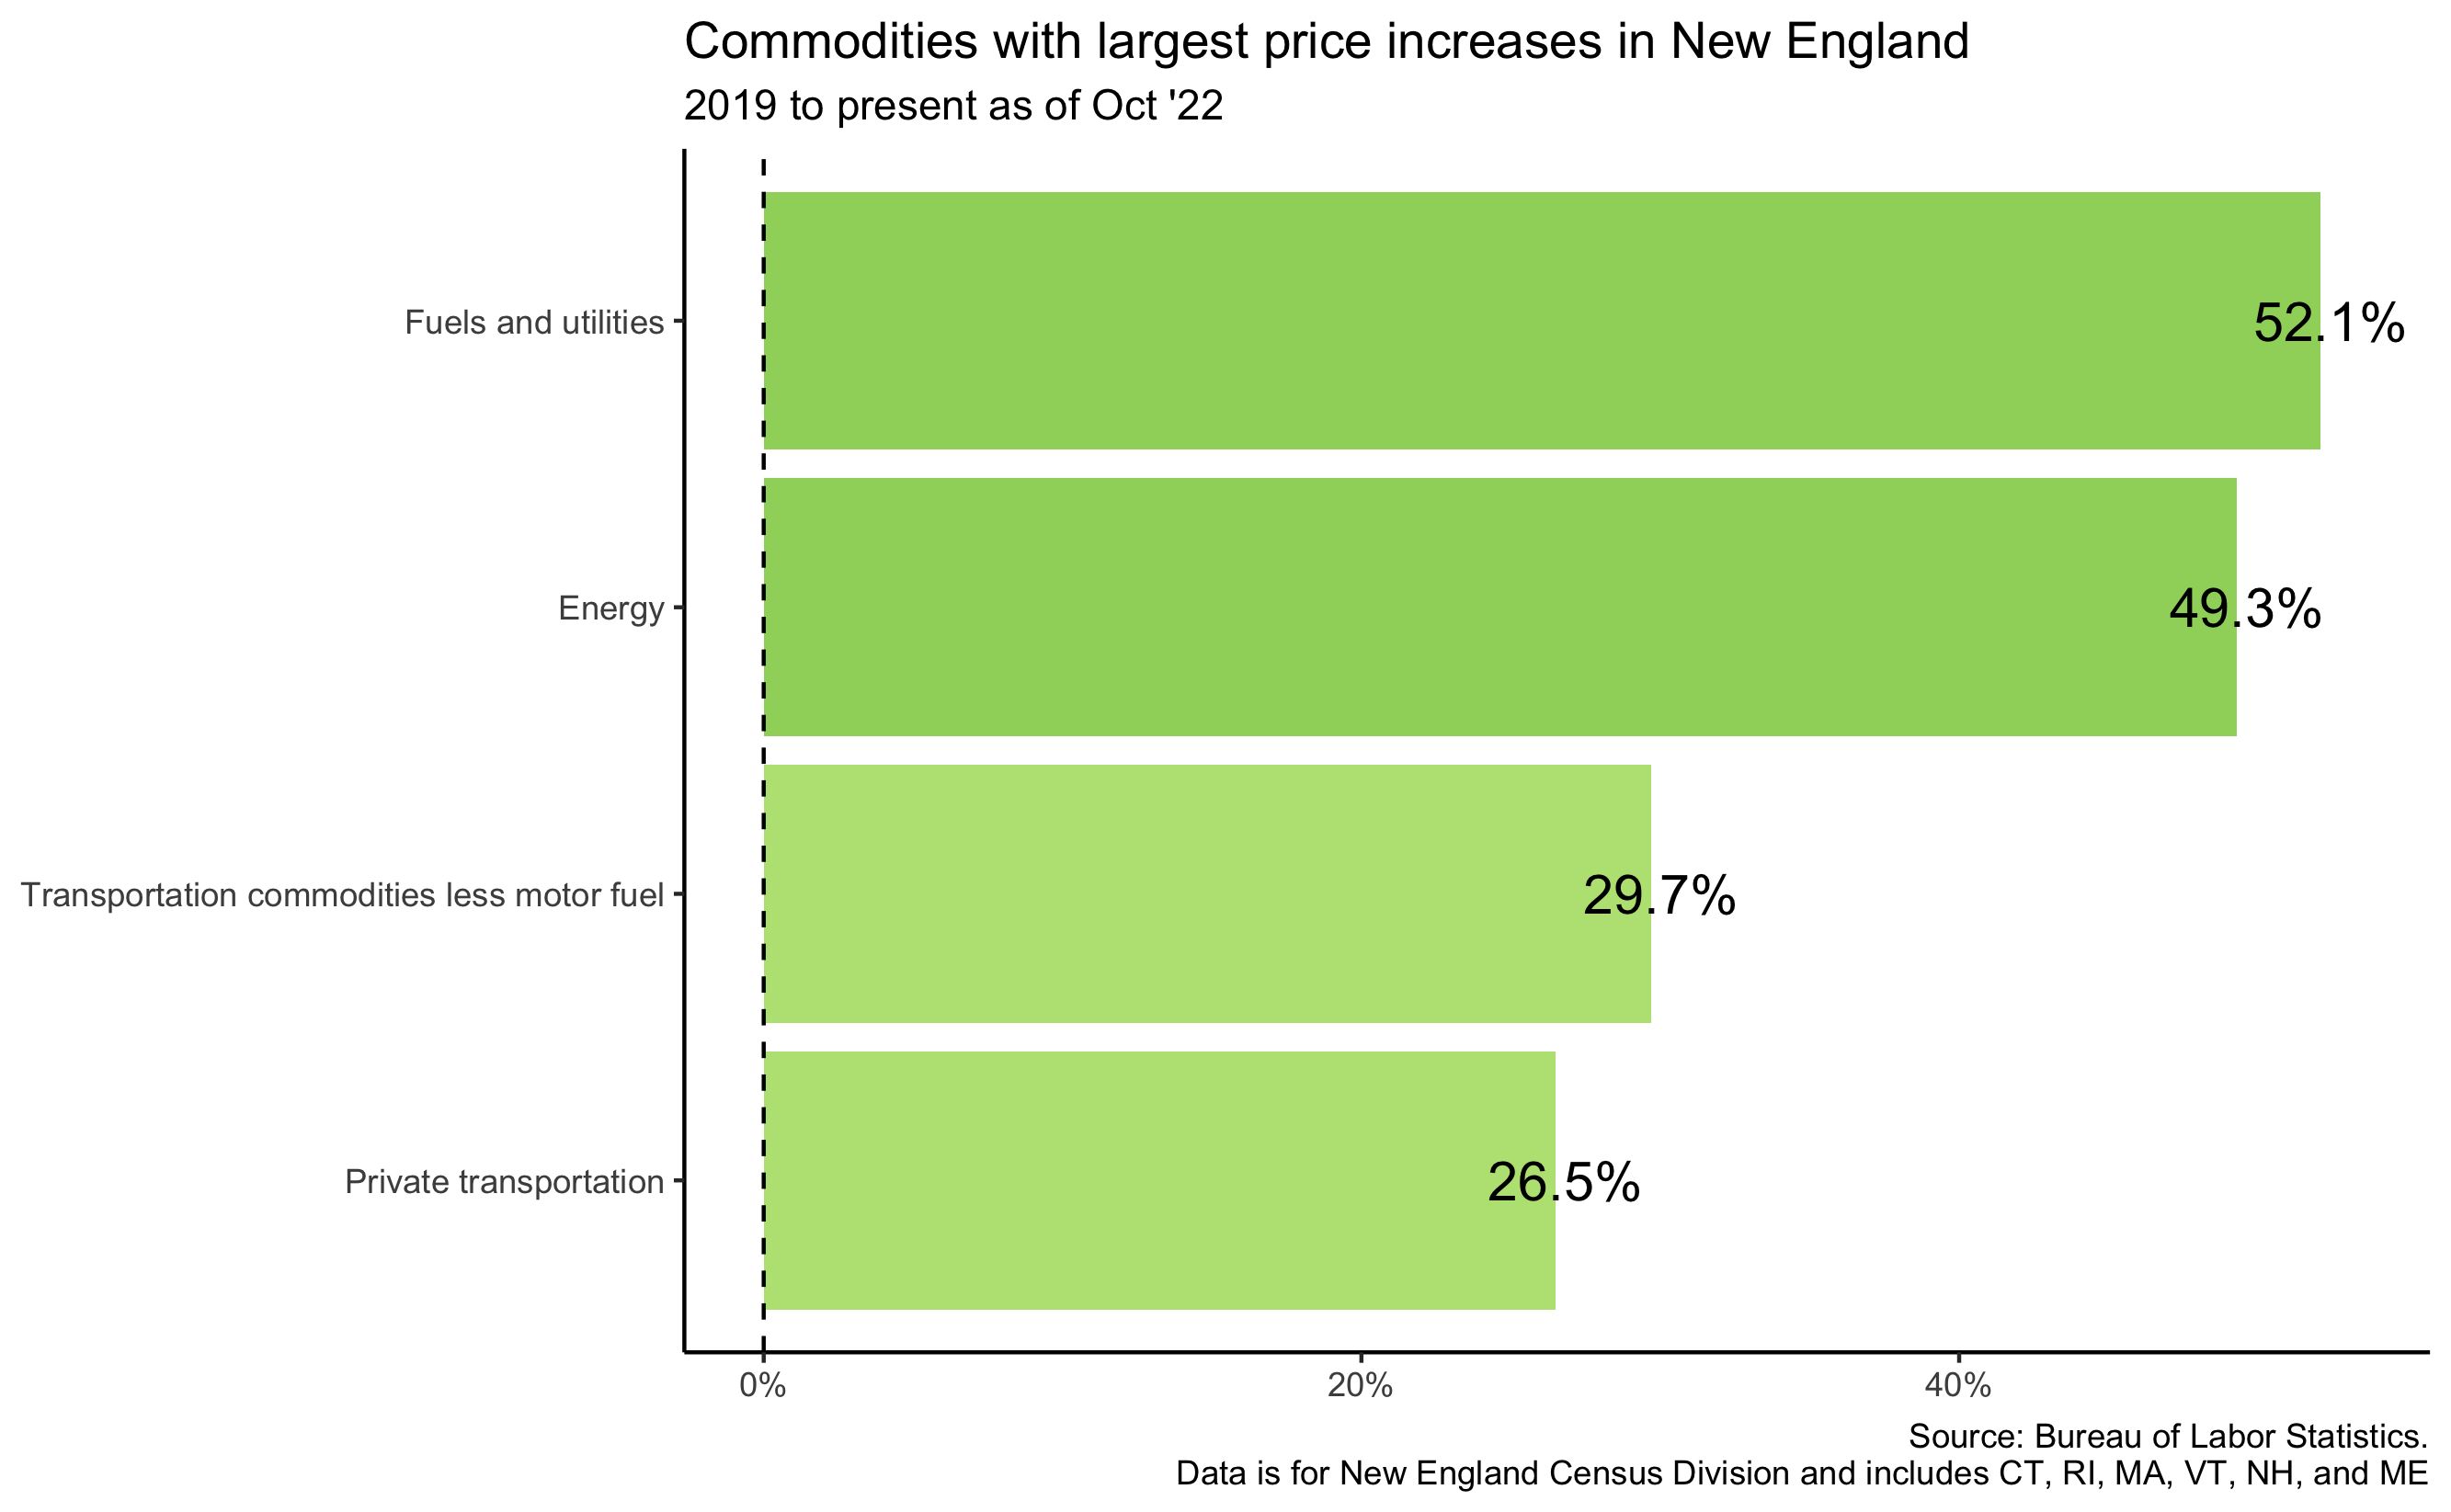 Commodities with largest price increases in New England
2019 to present as of Oct '22
Fuels and utilities
52.1%
Energy
49.3%
Transportation commodities less motor fuel
29.7%
Private transportation
26.5%
0%
20%
40%
Source: Bureau of Labor Statistics.
Data is for New England Census Division and includes CT, RI, MA, VT, NH, and ME